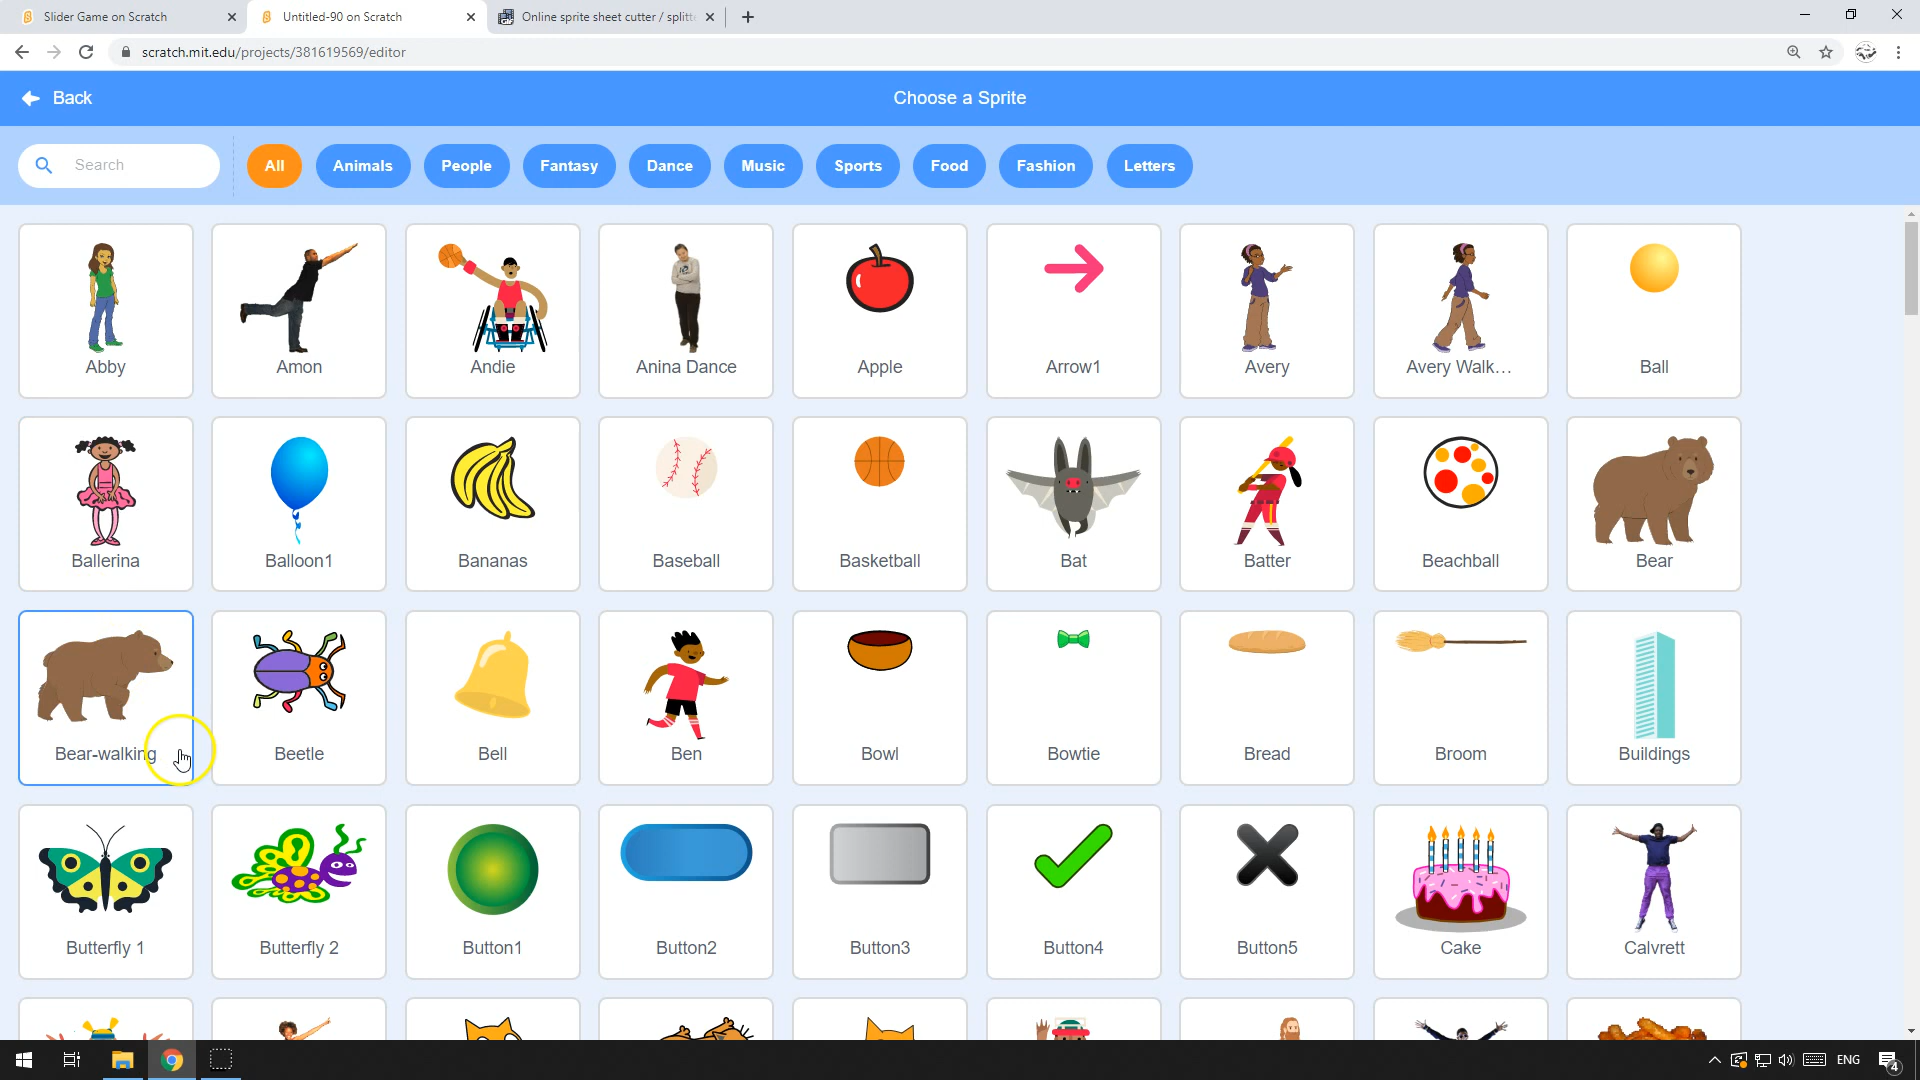 Slider Game on Scratch
Untitled-90 on Scratch
Online sprite sheet cutter / splitt
scratch.mit.edu/projects/381619569/editor
Back
Choose a Sprite
Search
All
Animals
People
Fantasy
Dance
Music
Sports
Food
Fashion
Letters
Abby
Amon
Andie
Anina Dance
Apple
Arrow1
Avery
Avery Walk...
Ball
Ballerina
Balloon1
Bananas
Baseball
Basketball
Bat
Batter
Beachball
Bear
Bear-walking
Beetle
Bell
Ben
Bowl
Bowtie
Bread
Broom
Buildings
Butterfly 1
Butterfly 2
Button1
Button2
Button3
Button4
Button5
Cake
Calvrett
ENG
4